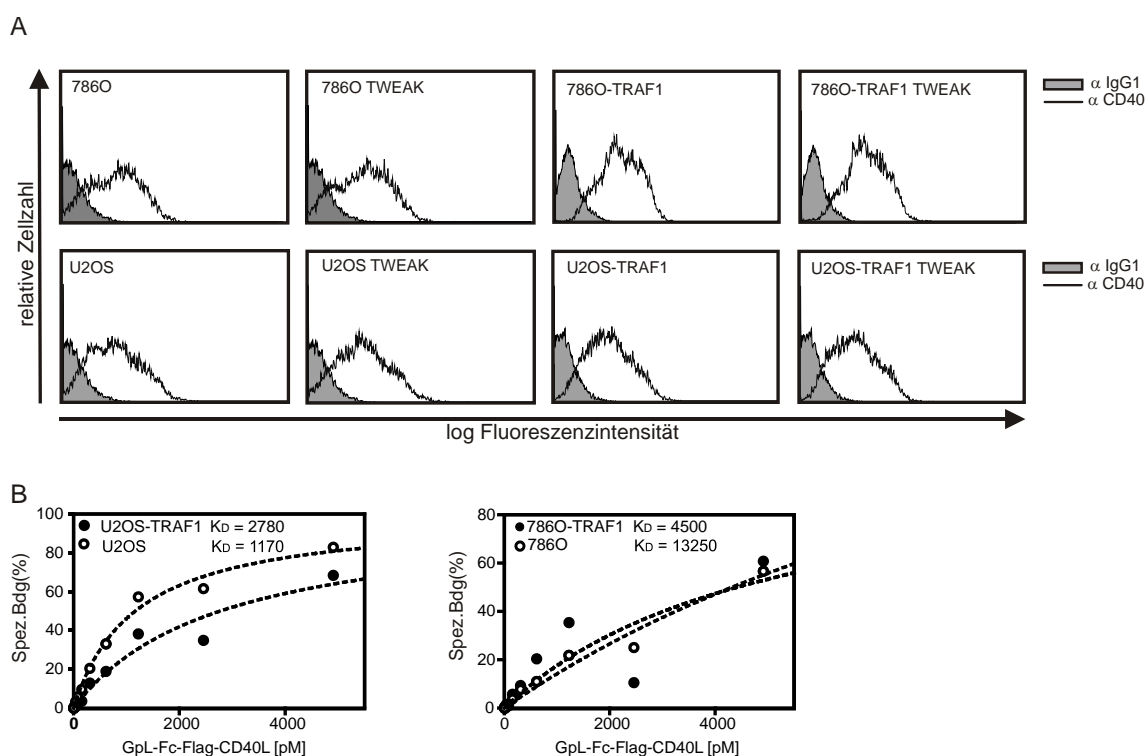 A
786O
786O TWEAK
786O-TRAF1
786O-TRAF1 TWEAK
α IgG1
α CD40
relative Zellzahl
U2OS
U2OS TWEAK
U2OS-TRAF1
U2OS-TRAF1 TWEAK
α IgG1
α CD40
log Fluoreszenzintensität
B
100
80
60
40
20
0
Spez.Bdg(%)
U2OS-TRAF1 KD = 2780
U2OS KD = 1170
0
2000
4000
GpL-Fc-Flag-CD40L [pM]
80
60
40
20
0
Spez.Bdg(%)
786O-TRAF1 KD = 4500
786O KD = 13250
0
2000
4000
GpL-Fc-Flag-CD40L [pM]